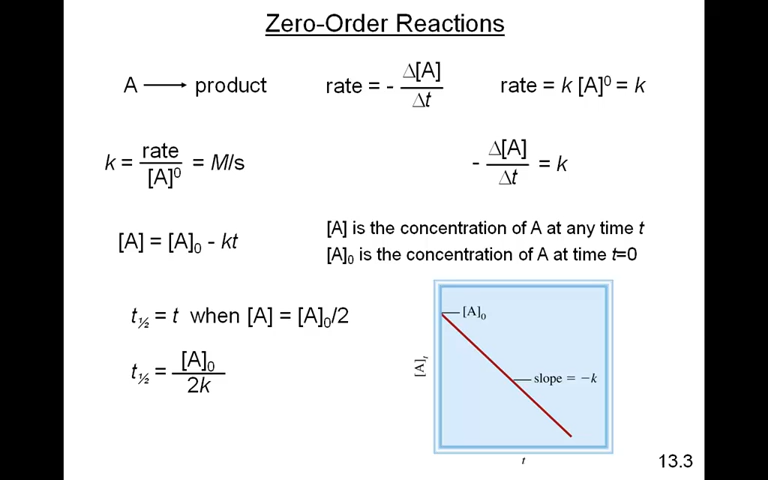 Zero-Order Reactions
A ⟶ product    rate = - Δ[A]/Δt    rate = k [A]⁰ = k
k = rate/[A]⁰ = M/s    - Δ[A]/Δt = k
[A] = [A]₀ - kt
[A] is the concentration of A at any time t
[A]₀ is the concentration of A at time t=0
t½ = t when [A] = [A]₀/2
t½ = [A]₀/2k
[A]₀
slope = −k
[A]t
t
13.3